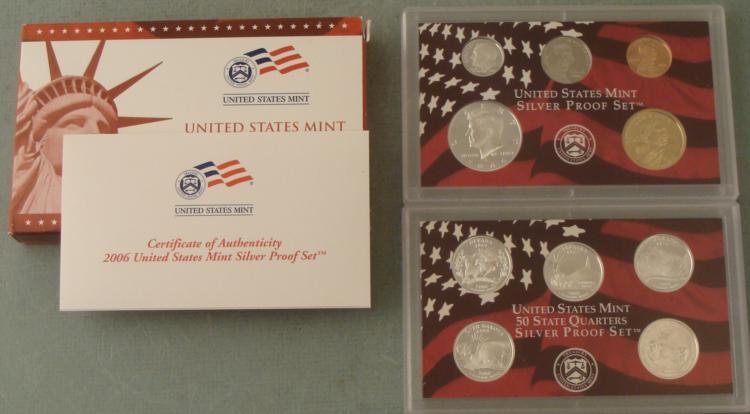 UNITED STATES MINT
UNITED STATES MINT
UNITED STATES MINT
Certificate of Authenticity
2006 United States Mint Silver Proof Set™
UNITED STATES MINT
SILVER PROOF SET™
UNITED STATES MINT
50 STATE QUARTERS
SILVER PROOF SET™